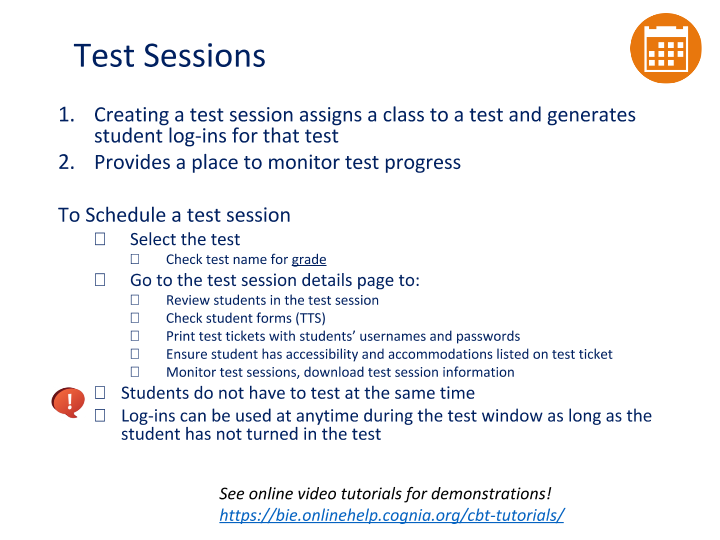 Test Sessions
1. Creating a test session assigns a class to a test and generates
student log-ins for that test
2. Provides a place to monitor test progress
To Schedule a test session
Select the test
Check test name for grade
Go to the test session details page to:
Review students in the test session
Check student forms (TTS)
Print test tickets with students’ usernames and passwords
Ensure student has accessibility and accommodations listed on test ticket
Monitor test sessions, download test session information
Students do not have to test at the same time
Log-ins can be used at anytime during the test window as long as the
student has not turned in the test
See online video tutorials for demonstrations!
https://bie.onlinehelp.cognia.org/cbt-tutorials/